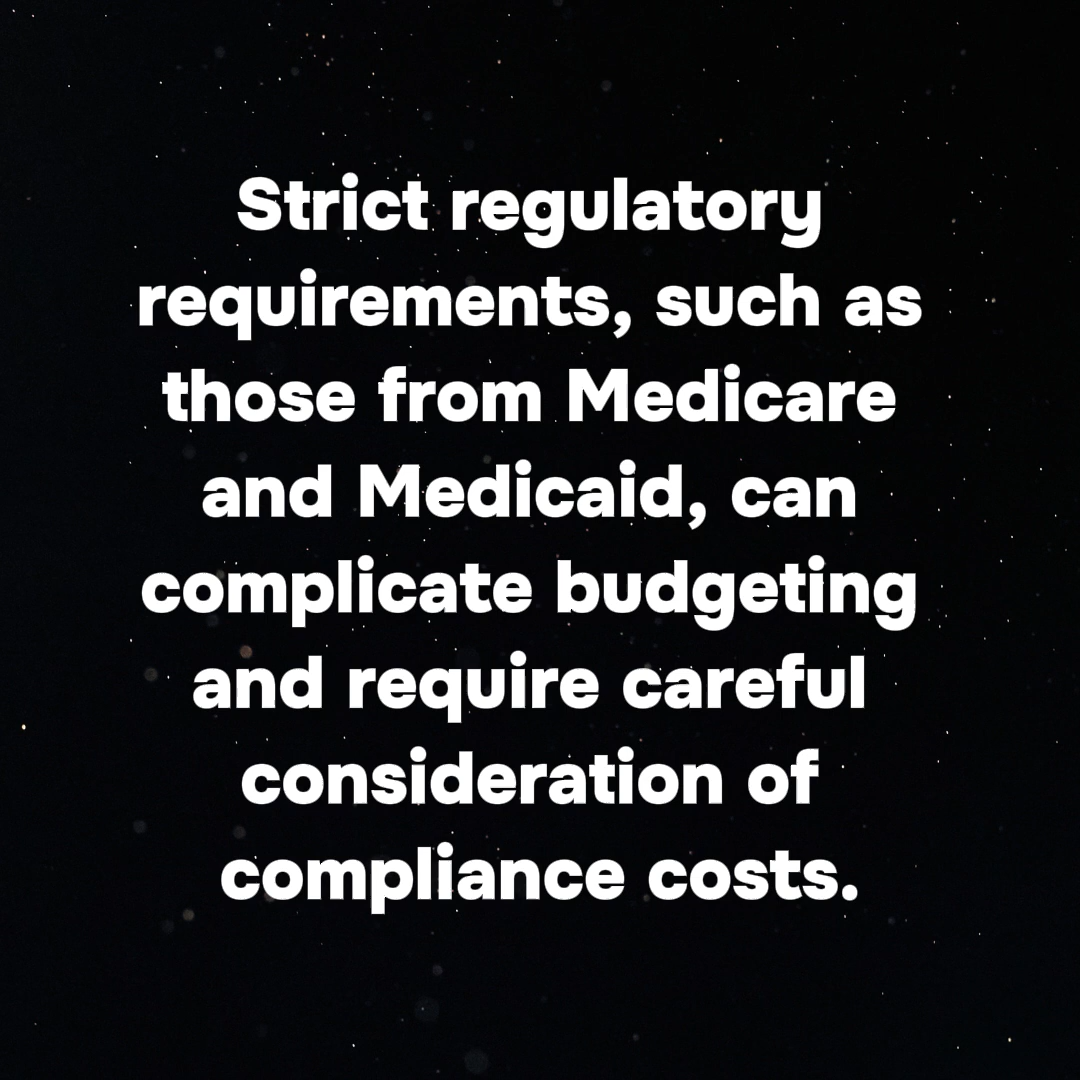 Strict regulatory
requirements, such as
those from Medicare
and Medicaid, can
complicate budgeting
and require careful
consideration of
compliance costs.